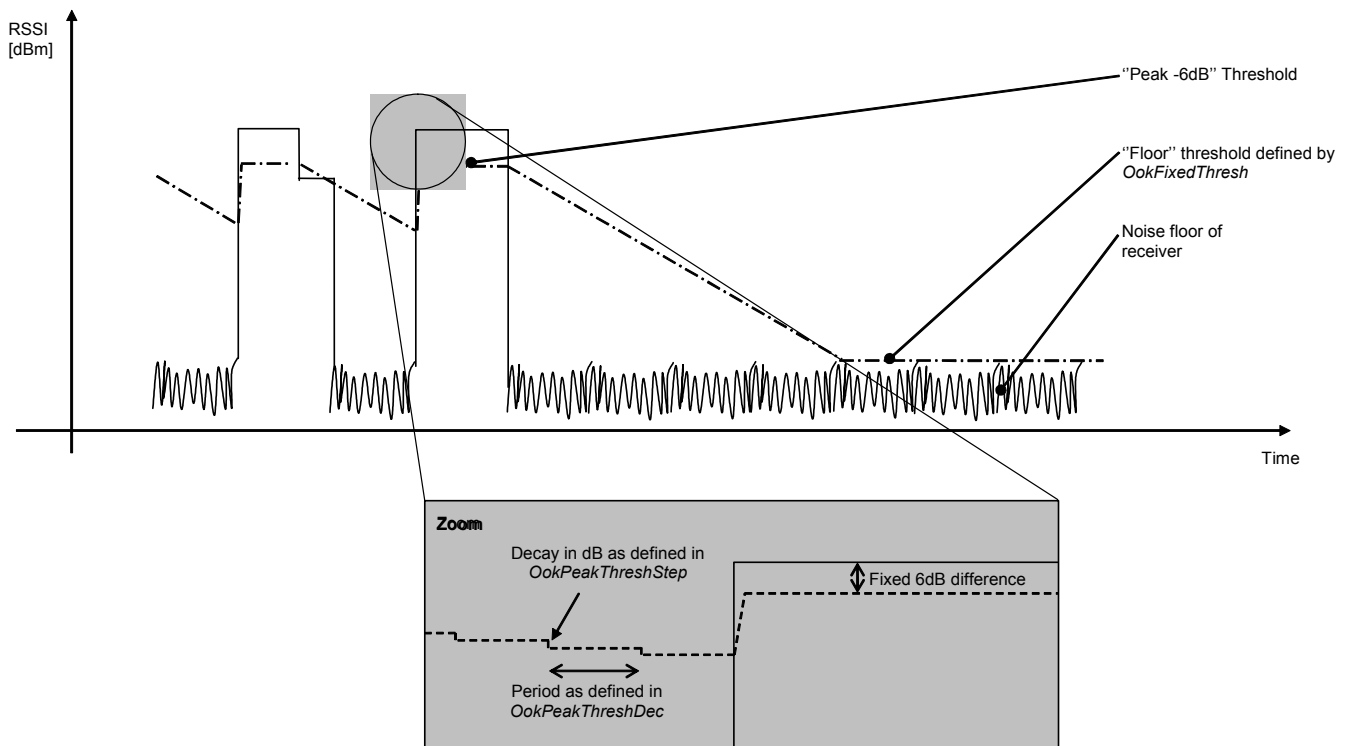 RSSI
[dBm]
‘’Peak -6dB’’ Threshold
‘’Floor’’ threshold defined by
OokFixedThresh
Noise floor of
receiver
Time
Zoom
Decay in dB as defined in
OokPeakThreshStep
Fixed 6dB difference
Period as defined in
OokPeakThreshDec